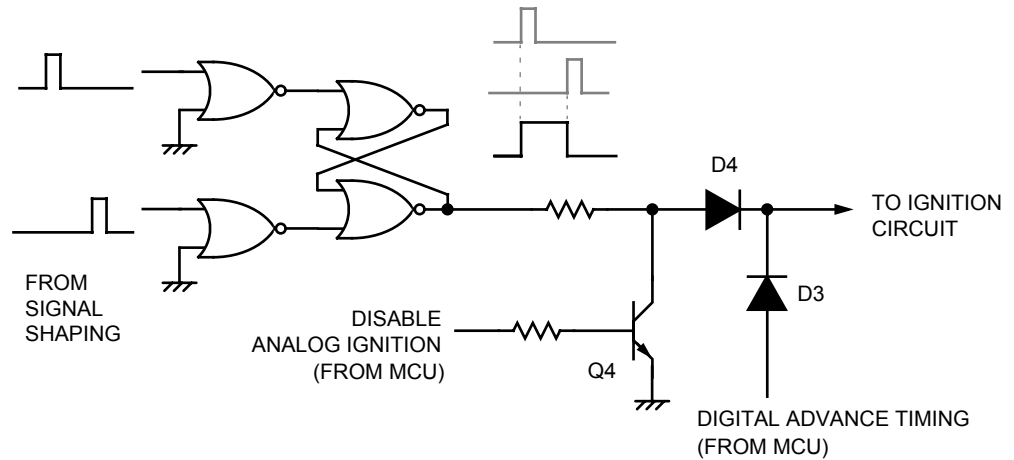 D4
TO IGNITION
CIRCUIT
FROM
SIGNAL
SHAPING
D3
DISABLE
ANALOG IGNITION
(FROM MCU)
Q4
DIGITAL ADVANCE TIMING
(FROM MCU)